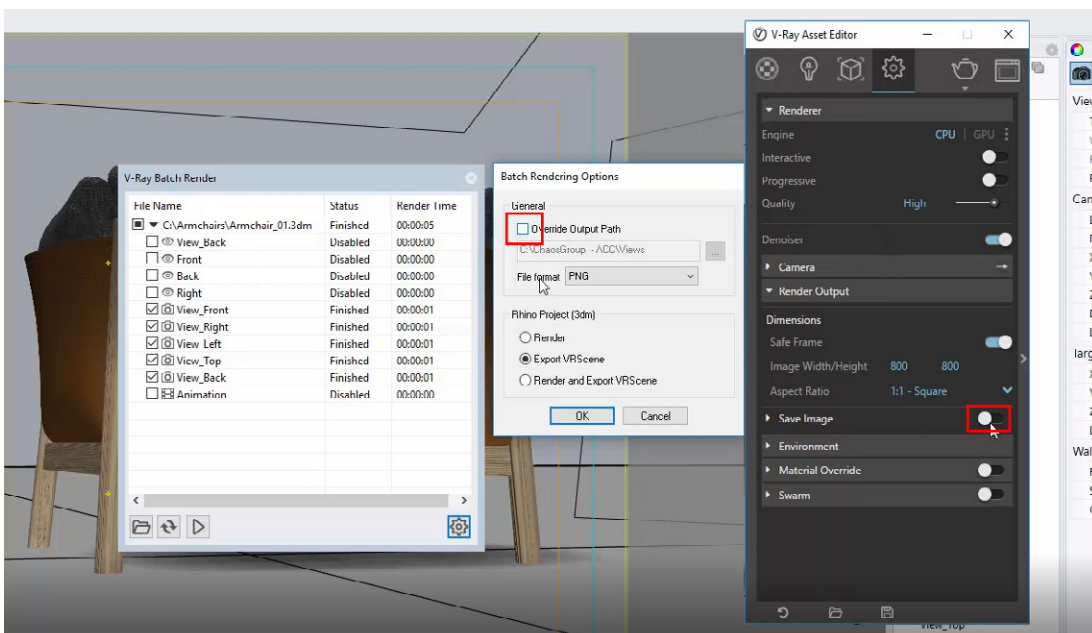 V-Ray Batch Render
File Name Status Render Time
C:\Armchairs\Armchair_01.3dm Finished 00:00:05
View_Back Disabled 00:00:00
Front Disabled 00:00:00
Back Disabled 00:00:00
Right Disabled 00:00:00
View_Front Finished 00:00:01
View_Right Finished 00:00:01
View_Left Finished 00:00:01
View_Top Finished 00:00:01
View_Back Finished 00:00:01
Animation Disabled 00:00:00
Batch Rendering Options
General
Override Output Path
C:\ChaosGroup - ACC\Views
...
File format PNG
Rhino Project (3dm)
Render
Export VRScene
Render and Export VRScene
OK Cancel
V-Ray Asset Editor
Renderer
Engine CPU | GPU
Interactive
Progressive
Quality High
Denoiser
Camera
Render Output
Dimensions
Safe Frame
Image Width/Height 800 800
Aspect Ratio 1:1 - Square
Save Image
Environment
Material Override
Swarm
View_Top